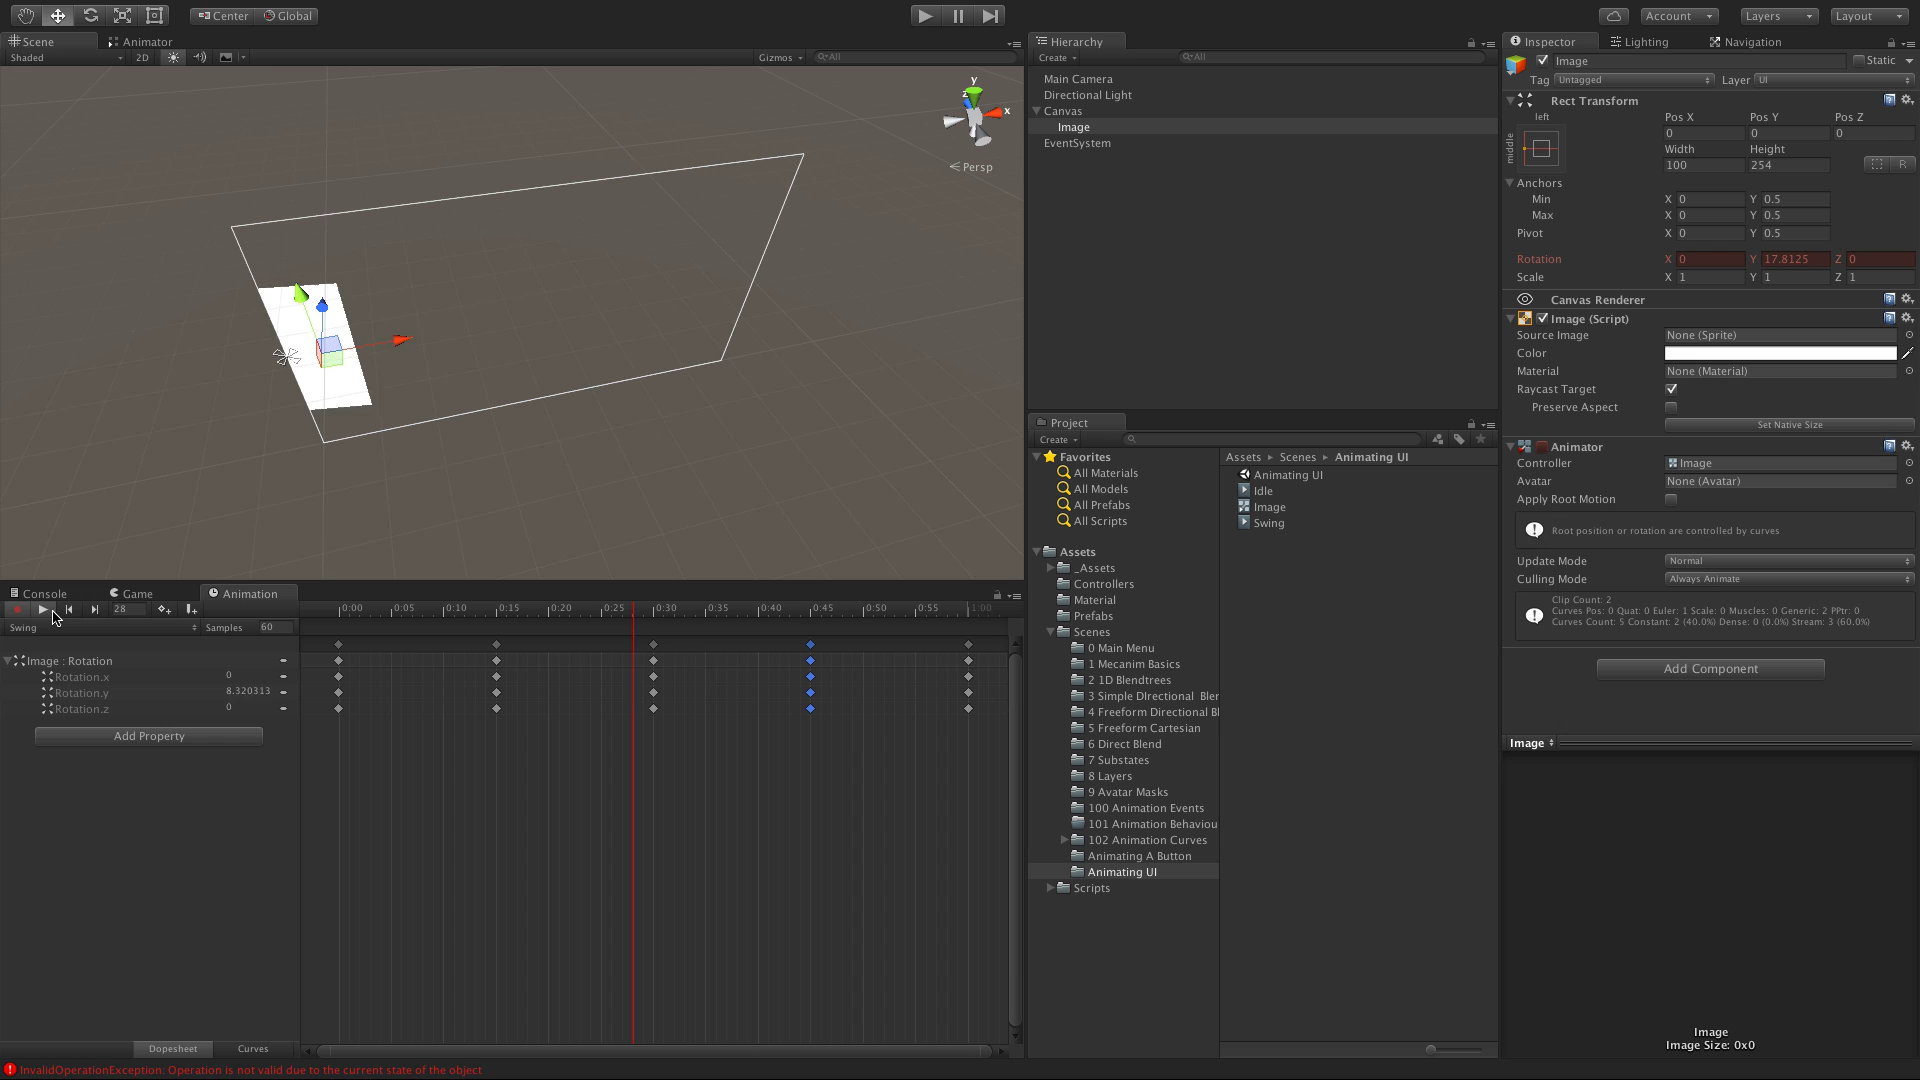 Center Global
Account Layers Layout
Scene Animator
Shaded 2D Gizmos All
y
z
x
Persp
Console Game Animation
28
0:00 0:05 0:10 0:15 0:20 0:25 0:30 0:35 0:40 0:45 0:50 0:55 1:00
Swing Samples 60
Image : Rotation
Rotation.x 0
Rotation.y 8.320313
Rotation.z 0
Add Property
Dopesheet Curves
InvalidOperationException: Operation is not valid due to the current state of the object
Hierarchy
Create All
Main Camera
Directional Light
Canvas
Image
EventSystem
Project
Create
Favorites
All Materials
All Models
All Prefabs
All Scripts
Assets
_Assets
Controllers
Material
Prefabs
Scenes
0 Main Menu
1 Mecanim Basics
2 1D Blendtrees
3 Simple DIrectional Blen
4 Freeform Directional Bl
5 Freeform Cartesian
6 Direct Blend
7 Substates
8 Layers
9 Avatar Masks
100 Animation Events
101 Animation Behaviou
102 Animation Curves
Animating A Button
Animating UI
Scripts
Assets Scenes Animating UI
Animating UI
Idle
Image
Swing
Inspector Lighting Navigation
Image Static
Tag Untagged Layer UI
Rect Transform
left Pos X Pos Y Pos Z
middle
0 0 0
Width Height
100 254 R
Anchors
Min X 0 Y 0.5
Max X 0 Y 0.5
Pivot X 0 Y 0.5
Rotation X 0 Y 17.8125 Z 0
Scale X 1 Y 1 Z 1
Canvas Renderer
Image (Script)
Source Image None (Sprite)
Color
Material None (Material)
Raycast Target
Preserve Aspect
Set Native Size
Animator
Controller Image
Avatar None (Avatar)
Apply Root Motion
Root position or rotation are controlled by curves
Update Mode Normal
Culling Mode Always Animate
Clip Count: 2
Curves Pos: 0 Quat: 0 Euler: 1 Scale: 0 Muscles: 0 Generic: 2 PPtr: 0
Curves Count: 5 Constant: 2 (40.0%) Dense: 0 (0.0%) Stream: 3 (60.0%)
Add Component
Image
Image
Image Size: 0x0